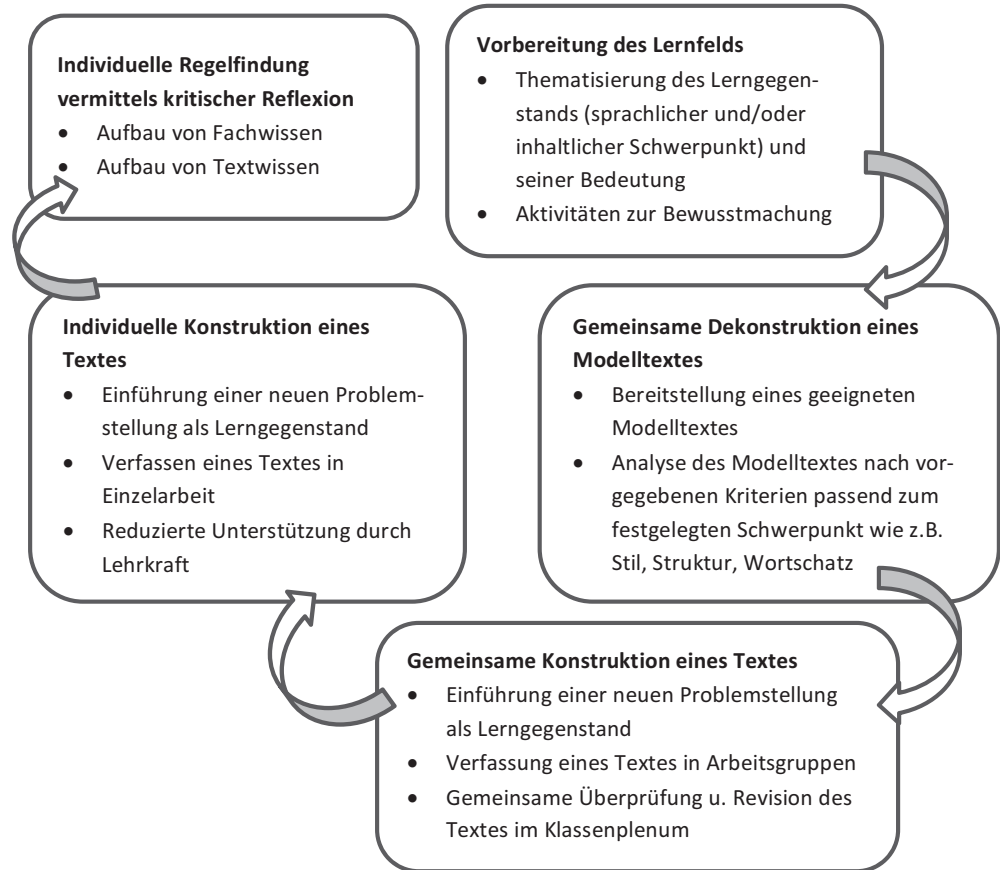 Individuelle Regelfindung
vermittels kritischer Reflexion
• Aufbau von Fachwissen
• Aufbau von Textwissen
Vorbereitung des Lernfelds
• Thematisierung des Lerngegen-
stands (sprachlicher und/oder
inhaltlicher Schwerpunkt) und
seiner Bedeutung
• Aktivitäten zur Bewusstmachung
Individuelle Konstruktion eines
Textes
• Einführung einer neuen Problem-
stellung als Lerngegenstand
• Verfassen eines Textes in
Einzelarbeit
• Reduzierte Unterstützung durch
Lehrkraft
Gemeinsame Dekonstruktion eines
Modelltextes
• Bereitstellung eines geeigneten
Modelltextes
• Analyse des Modelltextes nach vor-
gegebenen Kriterien passend zum
festgelegten Schwerpunkt wie z.B.
Stil, Struktur, Wortschatz
Gemeinsame Konstruktion eines Textes
• Einführung einer neuen Problemstellung
als Lerngegenstand
• Verfassung eines Textes in Arbeitsgruppen
• Gemeinsame Überprüfung u. Revision des
Textes im Klassenplenum